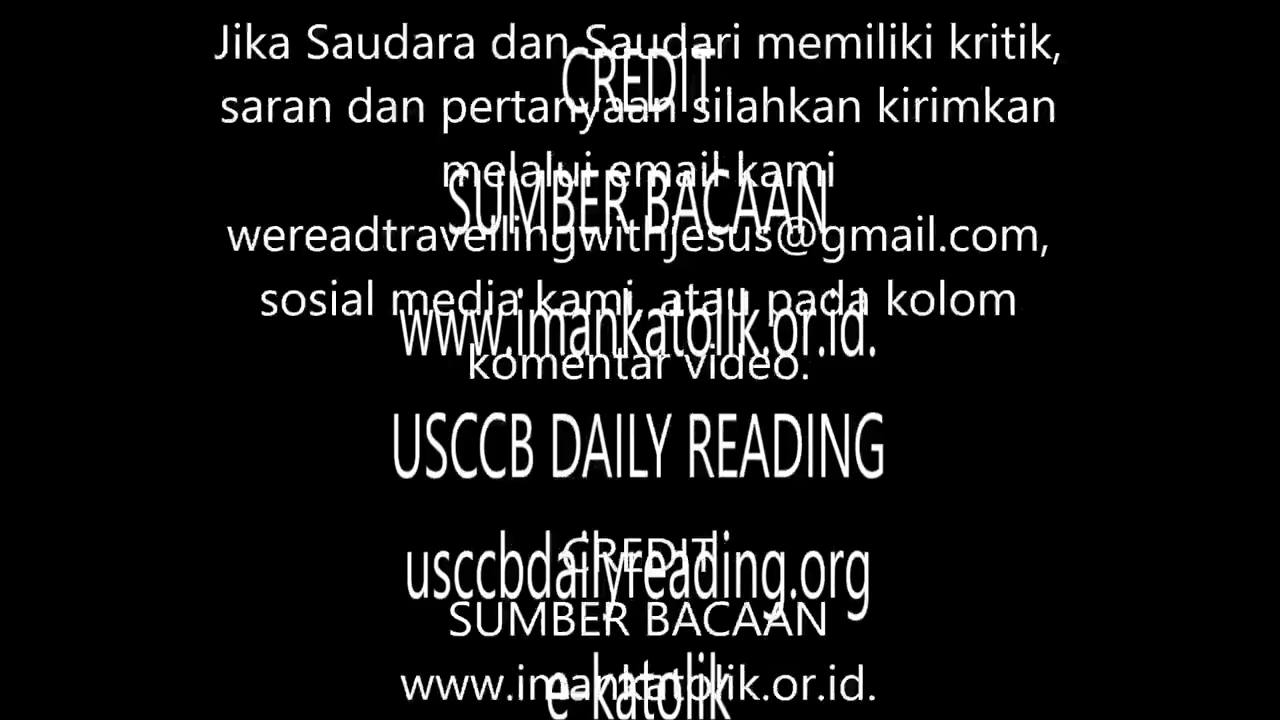 Jika Saudara dan Saudari memiliki kritik,
CREDIT
saran dan pertanyaan silahkan kirimkan
melalui email kami
SUMBER BACAAN
wereadtravellingwithjesus@gmail.com,
sosial media kami, atau pada kolom
www.imankatolik.or.id.
komentar video.
USCCB DAILY READING
CREDIT
usccbdailyreading.org
SUMBER BACAAN
www.imankatolik.or.id.
e-katolik